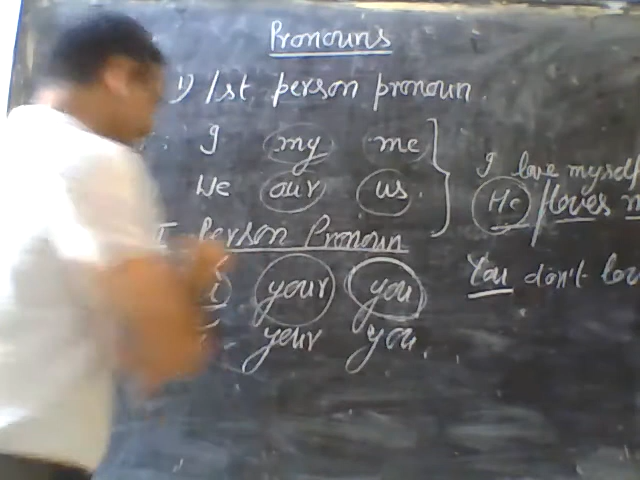 Pronouns
1) 1st person pronoun
I my me
We our us
I love myself
He loves
Person Pronoun
your you
You don't
your you